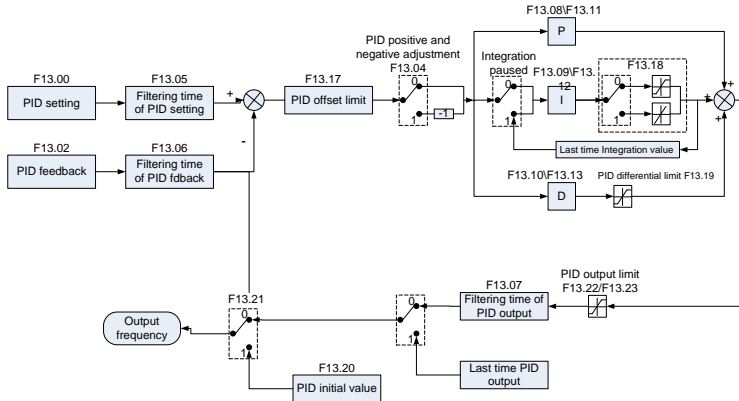 F13.08\F13.11
P
PID positive and
negative adjustment
F13.04
Integration
paused
F13.09\F13.
12
F13.18
F13.00
F13.05
F13.17
0
0
0
+
PID setting
Filtering time
of PID setting
+
PID offset limit
I
+
+
1
-1
1
1
F13.02
F13.06
-
Last time Integration value
PID feedback
Filtering time
of PID fdback
F13.10\F13.13
PID differential limit F13.19
D
PID output limit
F13.22/F13.23
F13.07
F13.21
0
Filtering time of
PID output
Output
frequency
0
1
1
F13.20
Last time PID
output
PID initial value